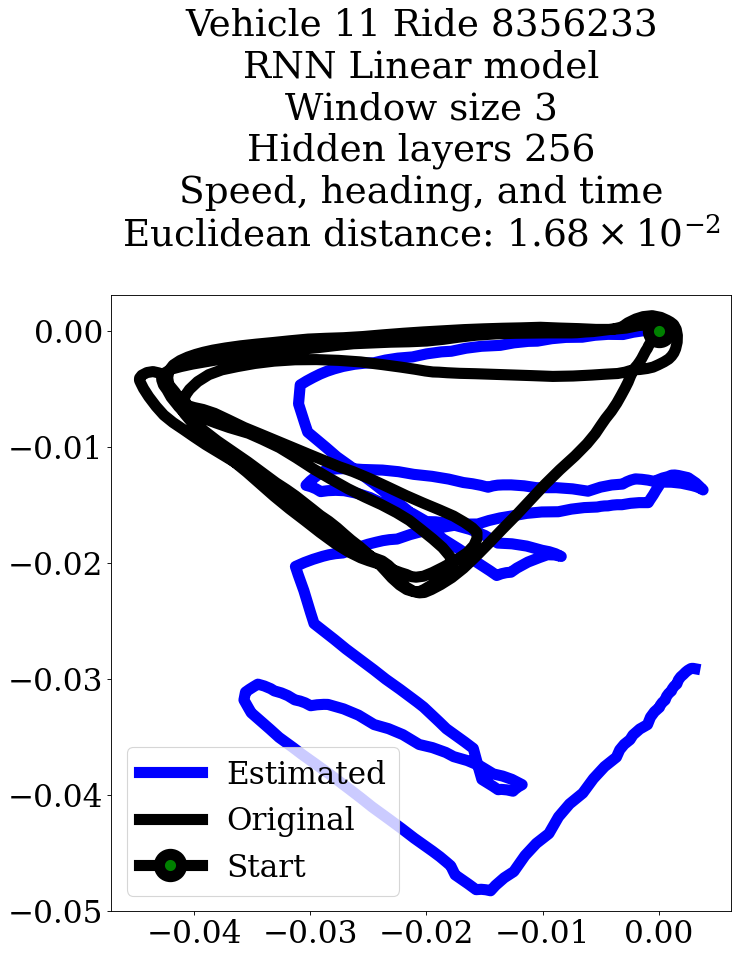 Vehicle 11 Ride 8356233
RNN Linear model
Window size 3
Hidden layers 256
Speed, heading, and time
Euclidean distance: 1.68 × 10⁻²
0.00
−0.01
−0.02
−0.03
−0.04
−0.05
Estimated
Original
Start
−0.04 −0.03 −0.02 −0.01 0.00